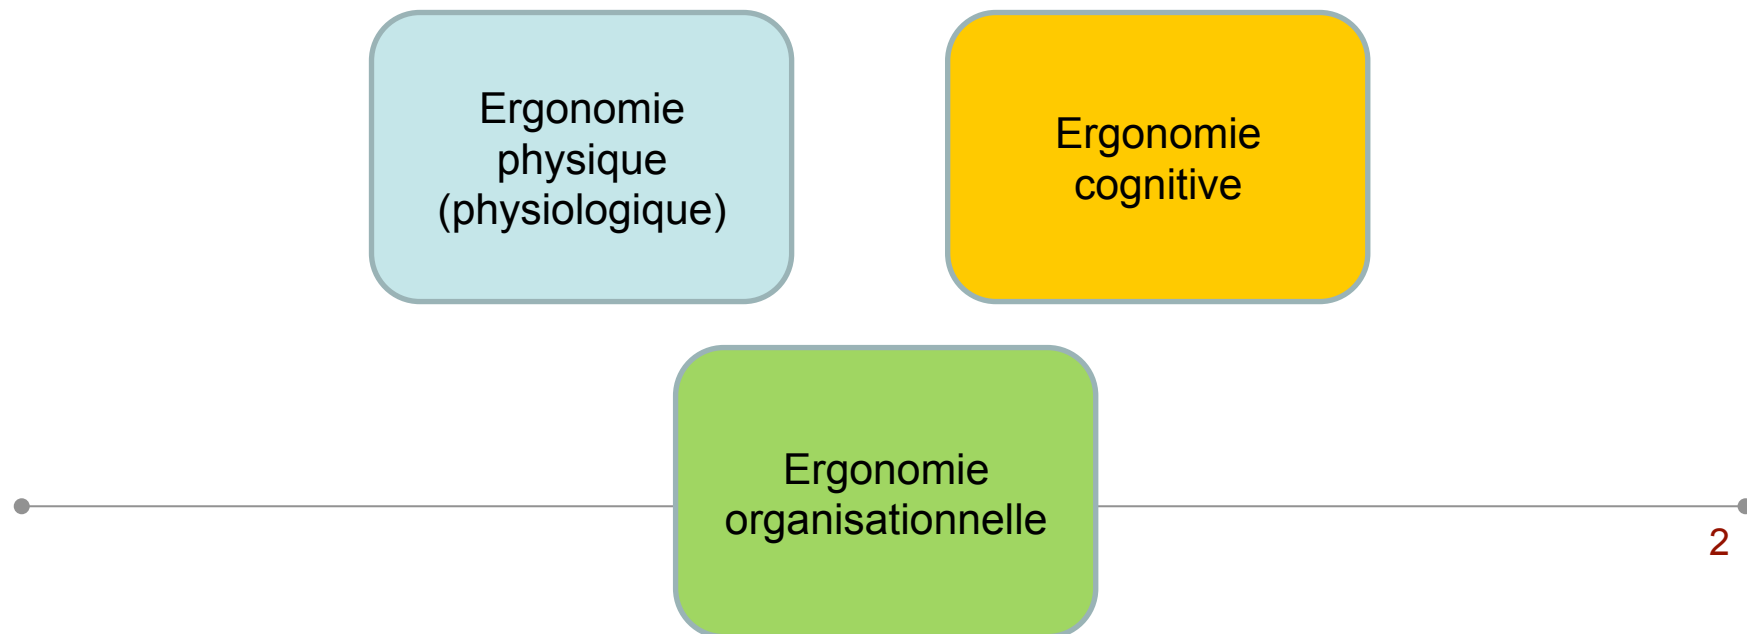 Ergonomie
physique
(physiologique)
Ergonomie
cognitive
Ergonomie
organisationnelle
2